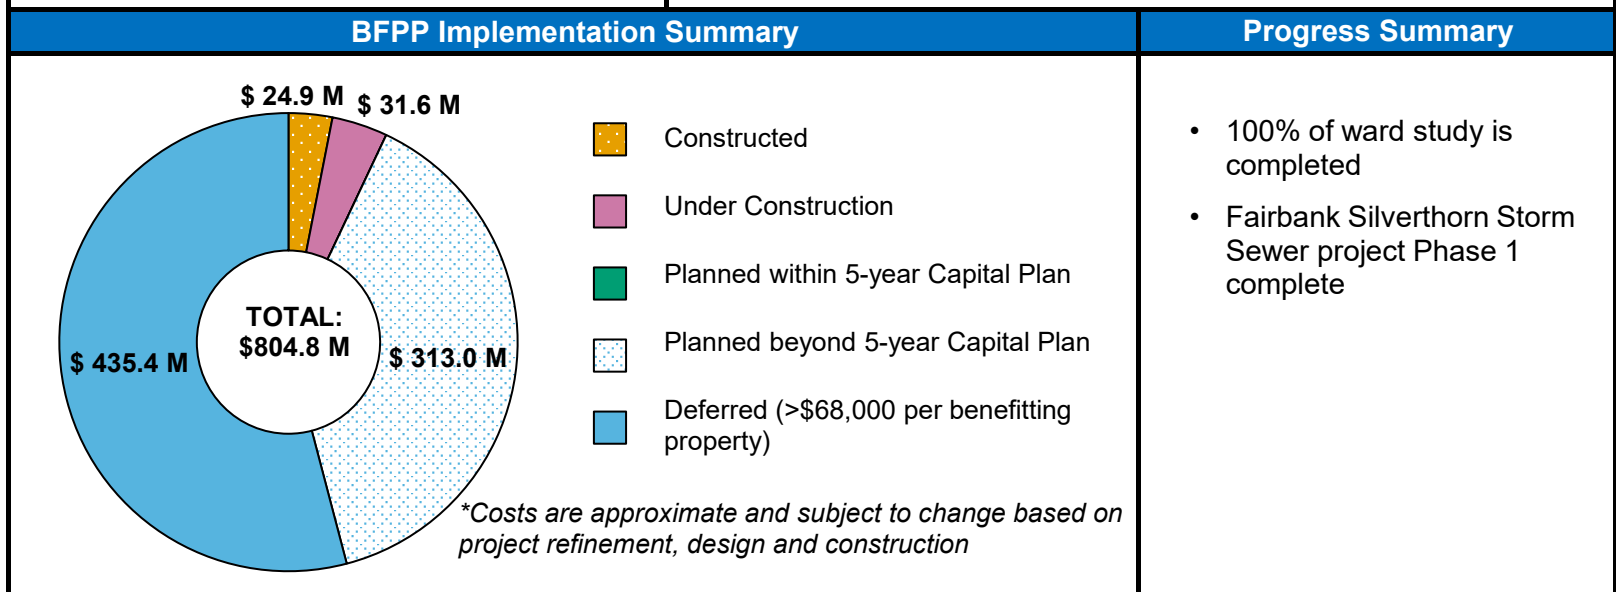 BFPP Implementation Summary
Progress Summary
$ 24.9 M
$ 31.6 M
$ 435.4 M
TOTAL:
$804.8 M
$ 313.0 M
Constructed
Under Construction
Planned within 5-year Capital Plan
Planned beyond 5-year Capital Plan
Deferred (>$68,000 per benefitting
property)
*Costs are approximate and subject to change based on
project refinement, design and construction
• 100% of ward study is
completed
• Fairbank Silverthorn Storm
Sewer project Phase 1
complete